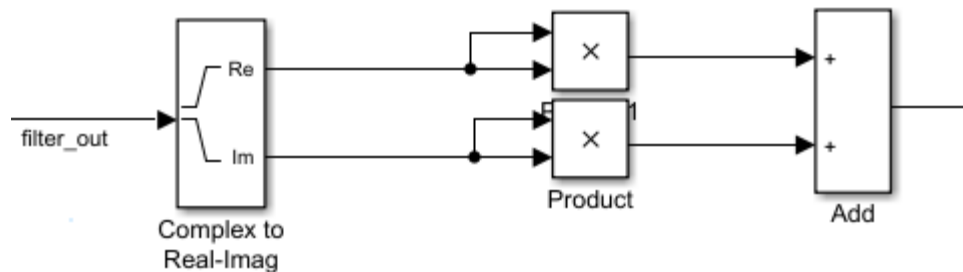 Re
filter_out
Im
×
×
+
+
Product
Add
Complex to
Real-Imag